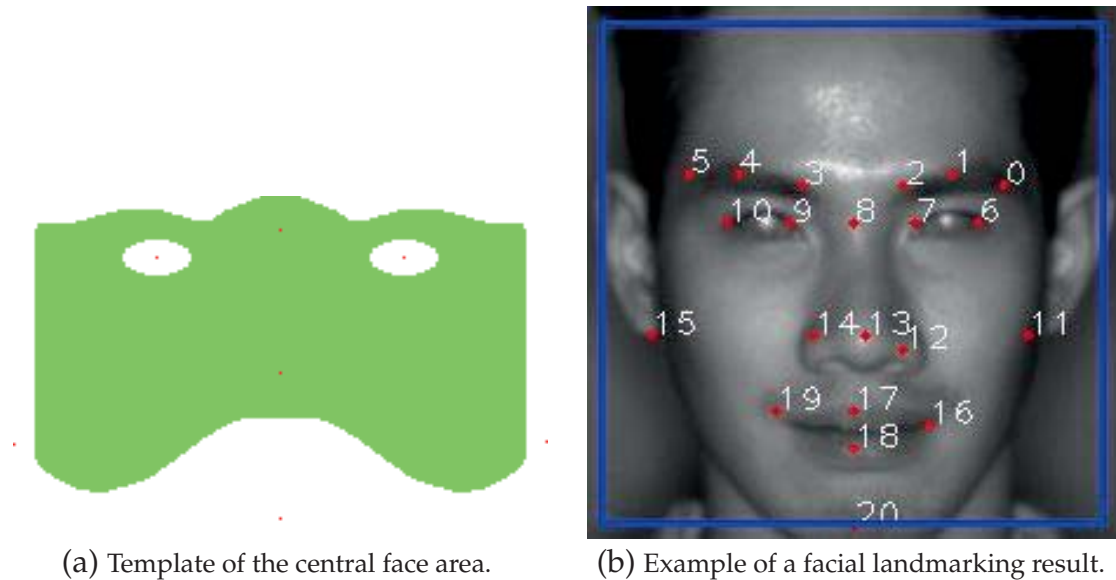 5 4 3 2 1 0
10 9 8 7 6
15 14 13 12 11
19 17 16
18
20
(a) Template of the central face area.
(b) Example of a facial landmarking result.